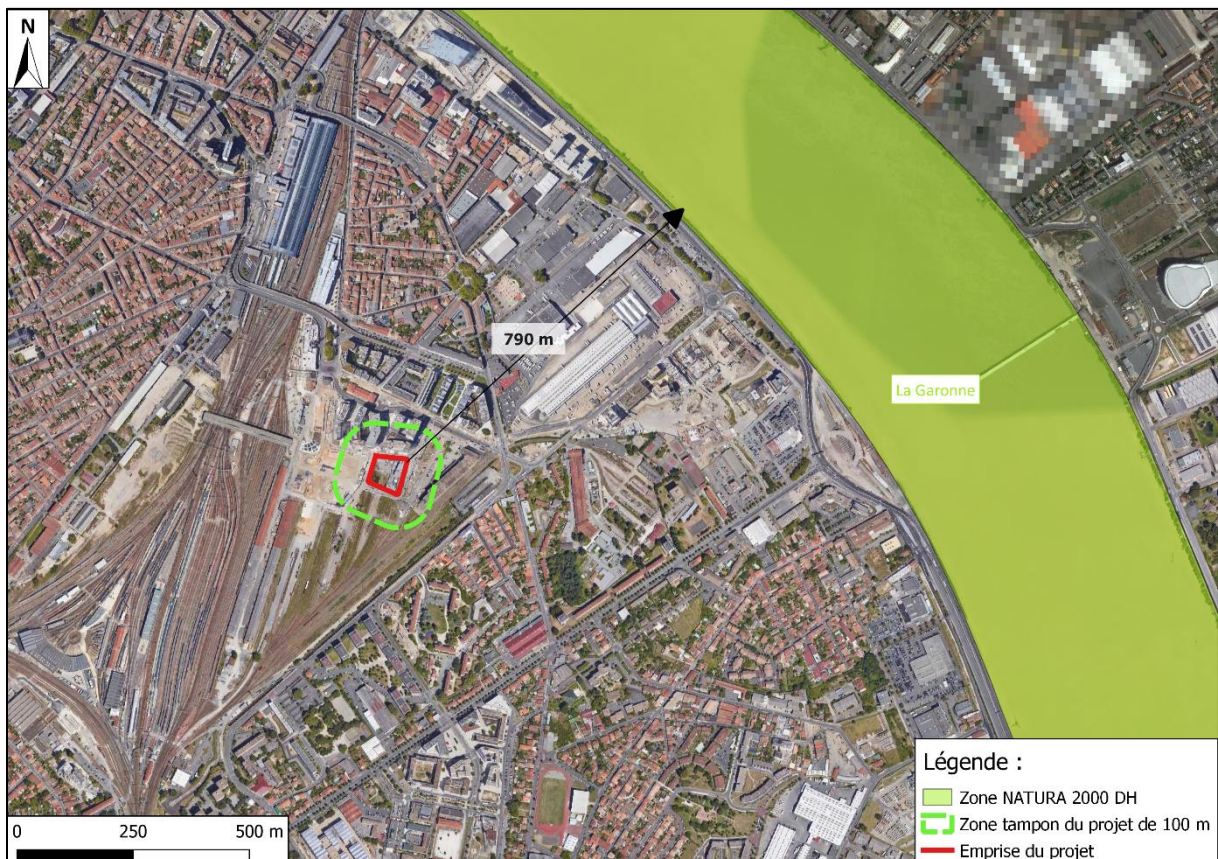 N
790 m
La Garonne
Légende :
Zone NATURA 2000 DH
Zone tampon du projet de 100 m
Emprise du projet
0 250 500 m